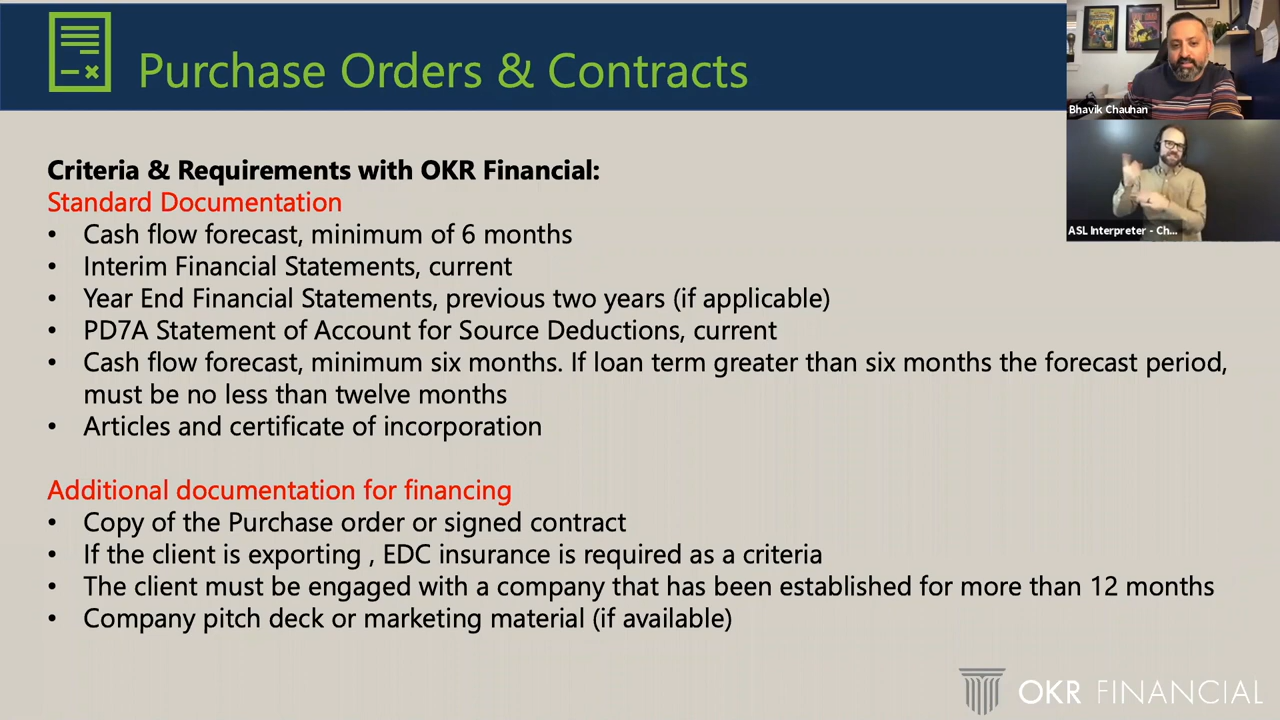 Purchase Orders & Contracts
Bhavik Chauhan
ASL Interpreter - Ch...
Criteria & Requirements with OKR Financial:
Standard Documentation
• Cash flow forecast, minimum of 6 months
• Interim Financial Statements, current
• Year End Financial Statements, previous two years (if applicable)
• PD7A Statement of Account for Source Deductions, current
• Cash flow forecast, minimum six months. If loan term greater than six months the forecast period,
must be no less than twelve months
• Articles and certificate of incorporation
Additional documentation for financing
• Copy of the Purchase order or signed contract
• If the client is exporting , EDC insurance is required as a criteria
• The client must be engaged with a company that has been established for more than 12 months
• Company pitch deck or marketing material (if available)
OKR FINANCIAL